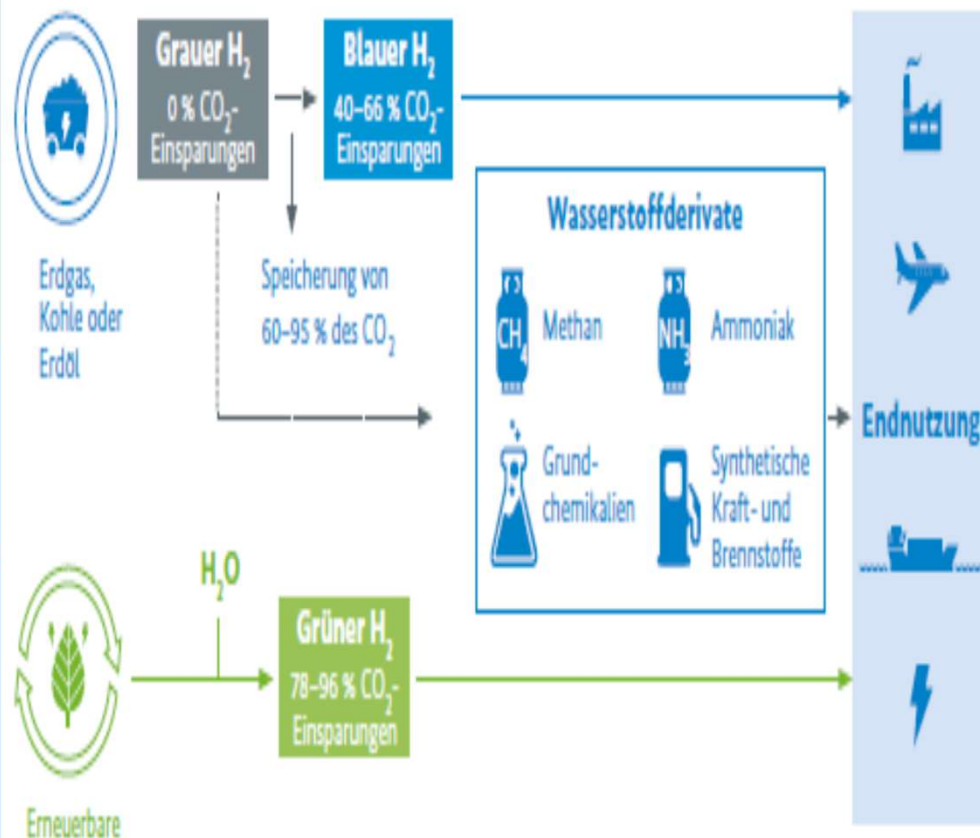 Grauer H₂
0 % CO₂-
Einsparungen
Blauer H₂
40–66 % CO₂-
Einsparungen
Erdgas,
Kohle oder
Erdöl
Speicherung von
60–95 % des CO₂
Wasserstoffderivate
CH₄
Methan
NH₃
Ammoniak
Grund-
chemikalien
Synthetische
Kraft- und
Brennstoffe
Endnutzung
H₂O
Grüner H₂
78–96 % CO₂-
Einsparungen
Erneuerbare